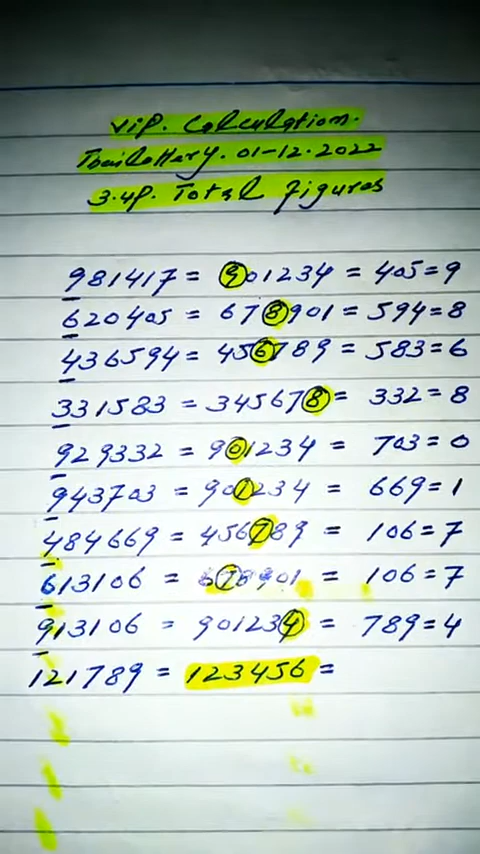 vip. Calculation.
Thailottery. 01-12.2022
3.up. Total figures
981417 = 901234 = 405=9
620405 = 678901 = 594=8
436594 = 456789 = 583=6
331583 = 345678 = 332=8
929332 = 901234 = 703=0
943703 = 901234 = 669=1
484669 = 456789 = 106=7
613106 = 678901 = 106=7
913106 = 901234 = 789=4
121789 = 123456 =